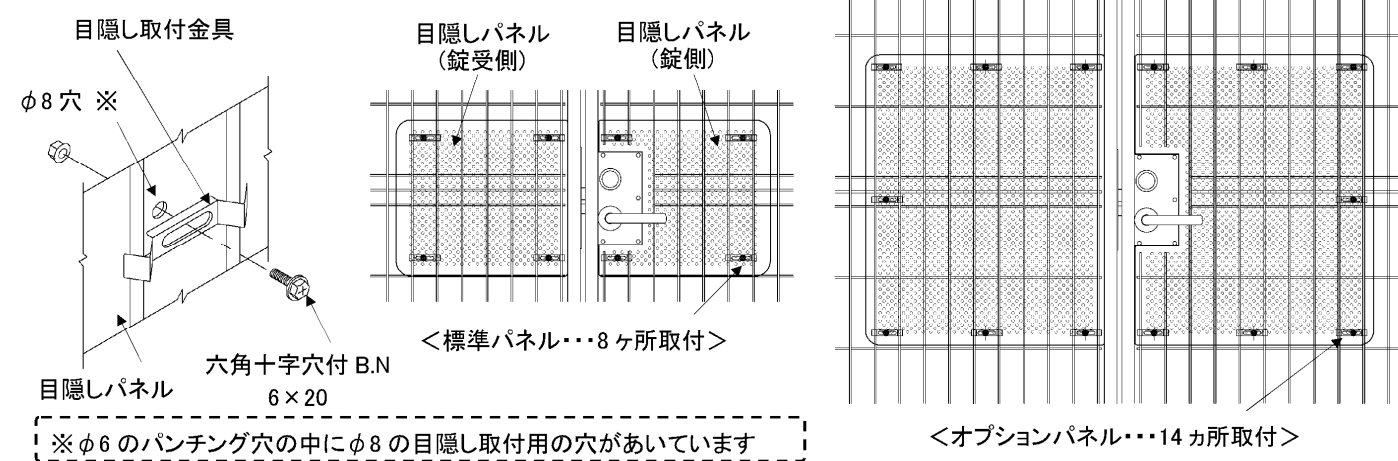 目隠し取付金具
φ8穴 ※
目隠しパネル
六角十字穴付 B.N
6×20
目隠しパネル
(錠受側)
目隠しパネル
(錠側)
＜標準パネル･･･8ヶ所取付＞
＜オプションパネル･･･14ヵ所取付＞
※φ6のパンチング穴の中にφ8の目隠し取付用の穴があいています